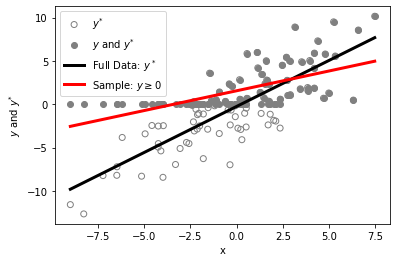 y*
y and y*
Full Data: y*
Sample: y ≥ 0
y and y*
10
5
0
−5
−10
−7.5
−5.0
−2.5
0.0
2.5
5.0
7.5
x